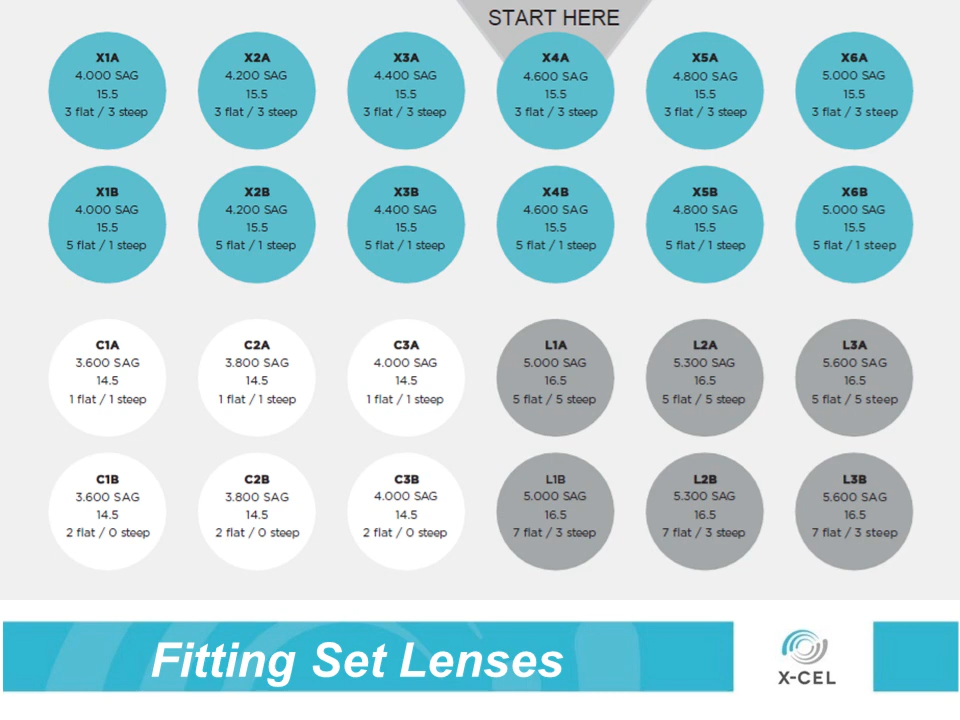 START HERE
X1A
4.000 SAG
15.5
3 flat / 3 steep
X2A
4.200 SAG
15.5
3 flat / 3 steep
X3A
4.400 SAG
15.5
3 flat / 3 steep
X4A
4.600 SAG
15.5
3 flat / 3 steep
X5A
4.800 SAG
15.5
3 flat / 3 steep
X6A
5.000 SAG
15.5
3 flat / 3 steep
X1B
4.000 SAG
15.5
5 flat / 1 steep
X2B
4.200 SAG
15.5
5 flat / 1 steep
X3B
4.400 SAG
15.5
5 flat / 1 steep
X4B
4.600 SAG
15.5
5 flat / 1 steep
X5B
4.800 SAG
15.5
5 flat / 1 steep
X6B
5.000 SAG
15.5
5 flat / 1 steep
C1A
3.600 SAG
14.5
1 flat / 1 steep
C2A
3.800 SAG
14.5
1 flat / 1 steep
C3A
4.000 SAG
14.5
1 flat / 1 steep
L1A
5.000 SAG
16.5
5 flat / 5 steep
L2A
5.300 SAG
16.5
5 flat / 5 steep
L3A
5.600 SAG
16.5
5 flat / 5 steep
C1B
3.600 SAG
14.5
2 flat / 0 steep
C2B
3.800 SAG
14.5
2 flat / 0 steep
C3B
4.000 SAG
14.5
2 flat / 0 steep
L1B
5.000 SAG
16.5
7 flat / 3 steep
L2B
5.300 SAG
16.5
7 flat / 3 steep
L3B
5.600 SAG
16.5
7 flat / 3 steep
Fitting Set Lenses
X-CEL